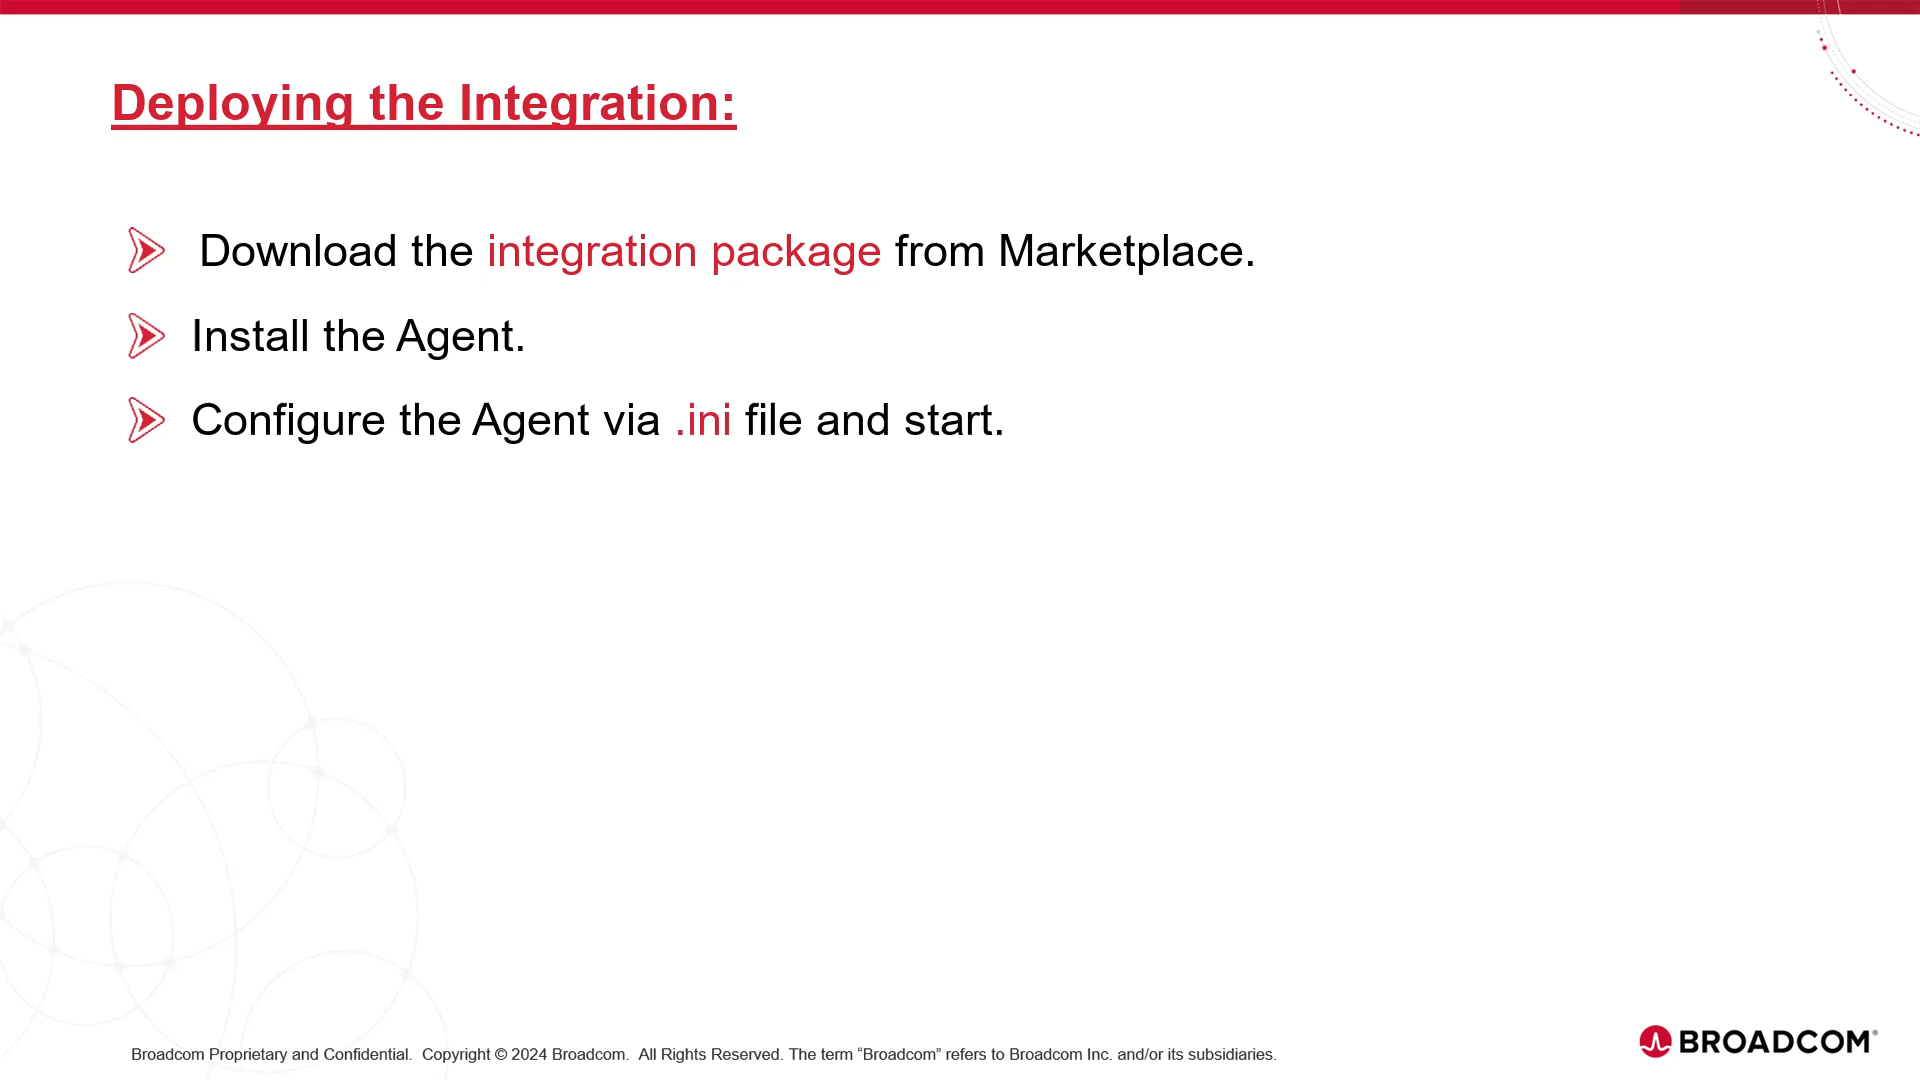 Deploying the Integration:
Download the integration package from Marketplace.
Install the Agent.
Configure the Agent via .ini file and start.
Broadcom Proprietary and Confidential. Copyright © 2024 Broadcom. All Rights Reserved. The term “Broadcom” refers to Broadcom Inc. and/or its subsidiaries.
BROADCOM®